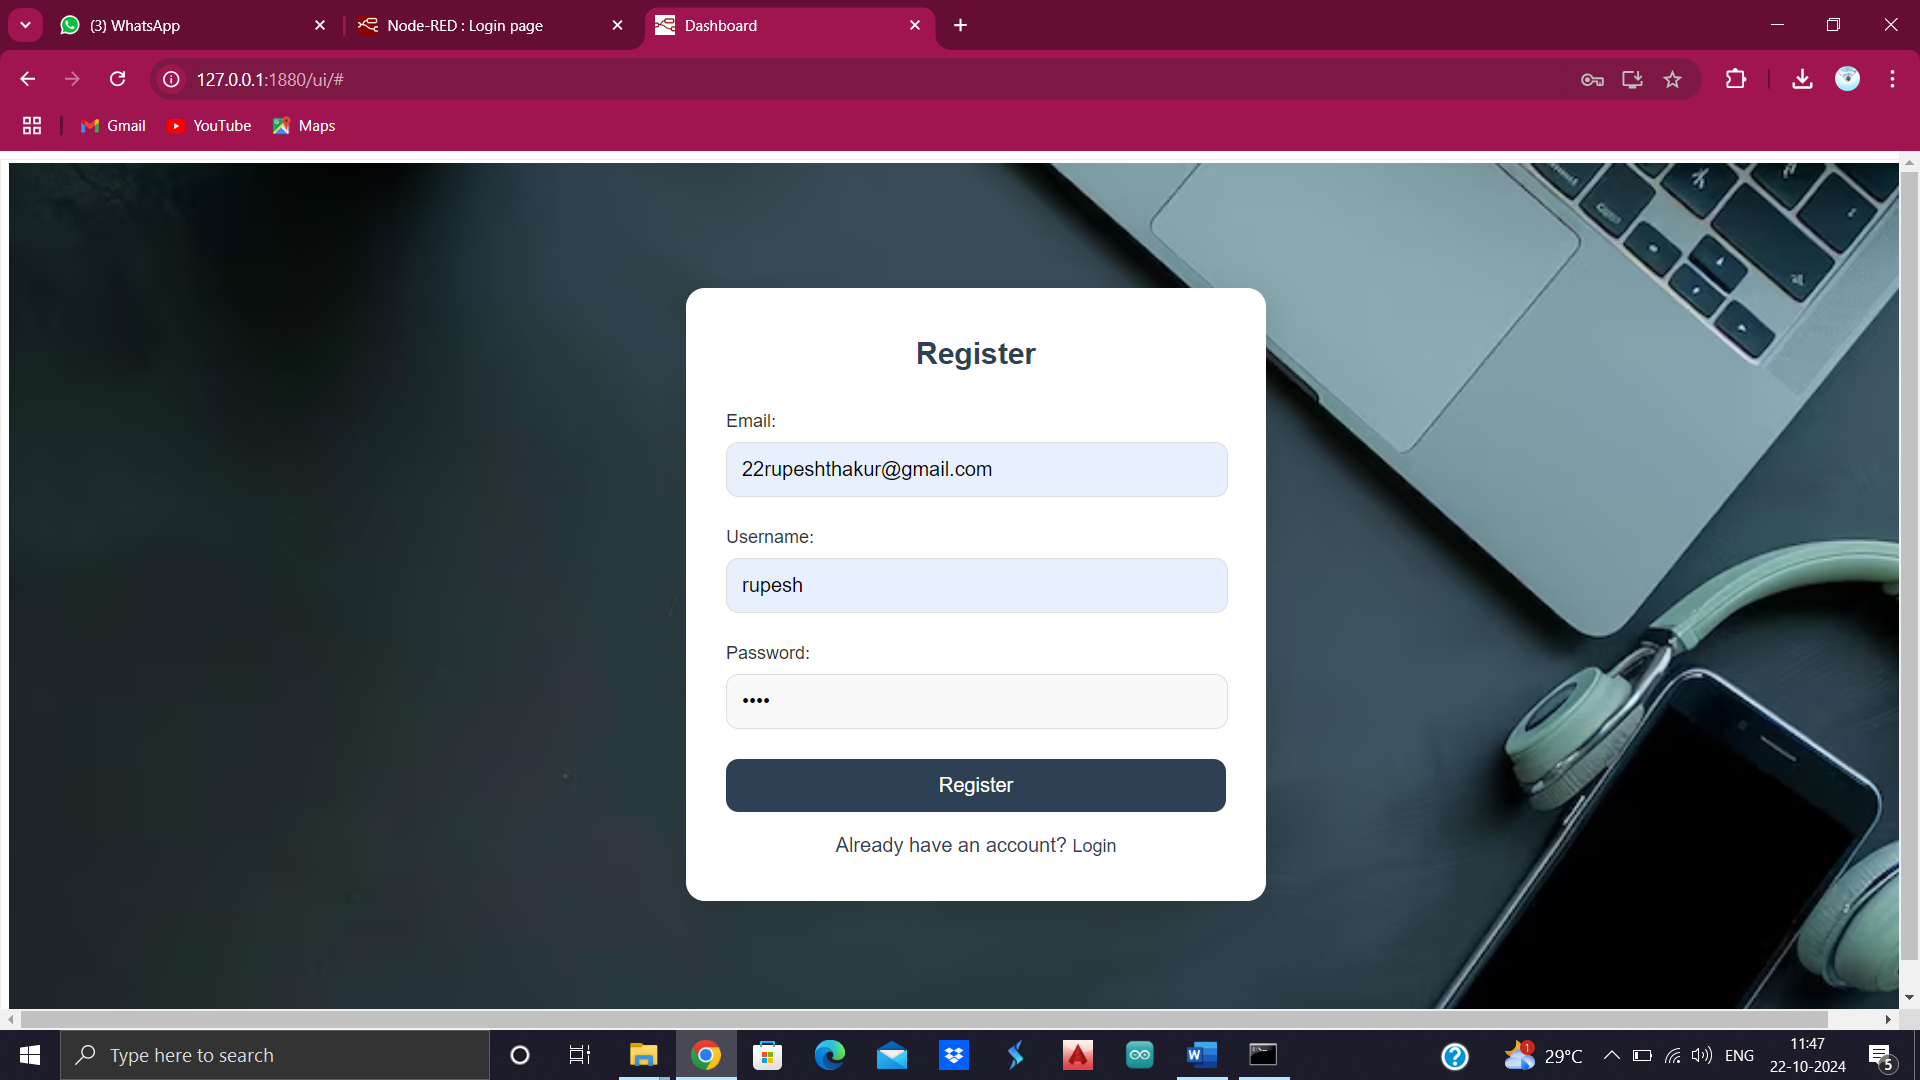 (3) WhatsApp
Node-RED : Login page
Dashboard
127.0.0.1:1880/ui/#
Gmail
YouTube
Maps
Register
Email:
22rupeshthakur@gmail.com
Username:
rupesh
Password:
••••
Register
Already have an account? Login
Type here to search
1
29°C
ENG
11:47
22-10-2024
5